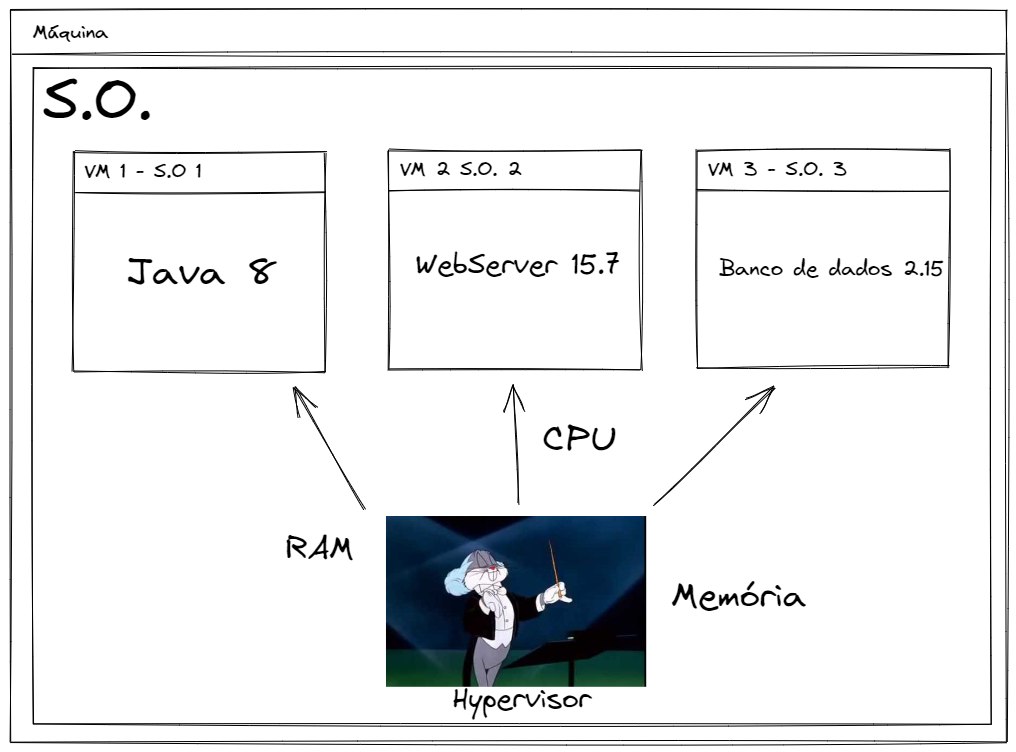 Máquina
S.O.
VM 1 - S.O 1
VM 2 S.O. 2
VM 3 - S.O. 3
Java 8
WebServer 15.7
Banco de dados 2.15
CPU
RAM
Memória
Hypervisor